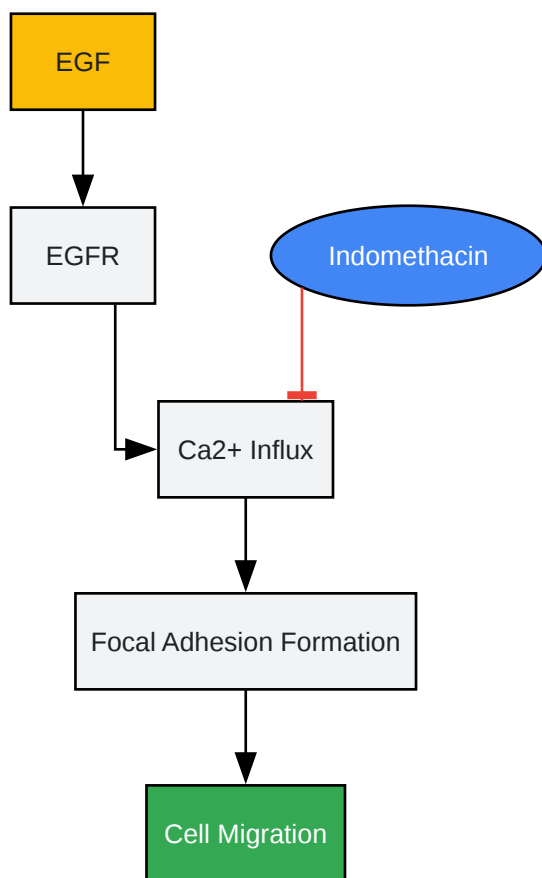 EGF
EGFR
Indomethacin
Ca2+ Influx
Focal Adhesion Formation
Cell Migration